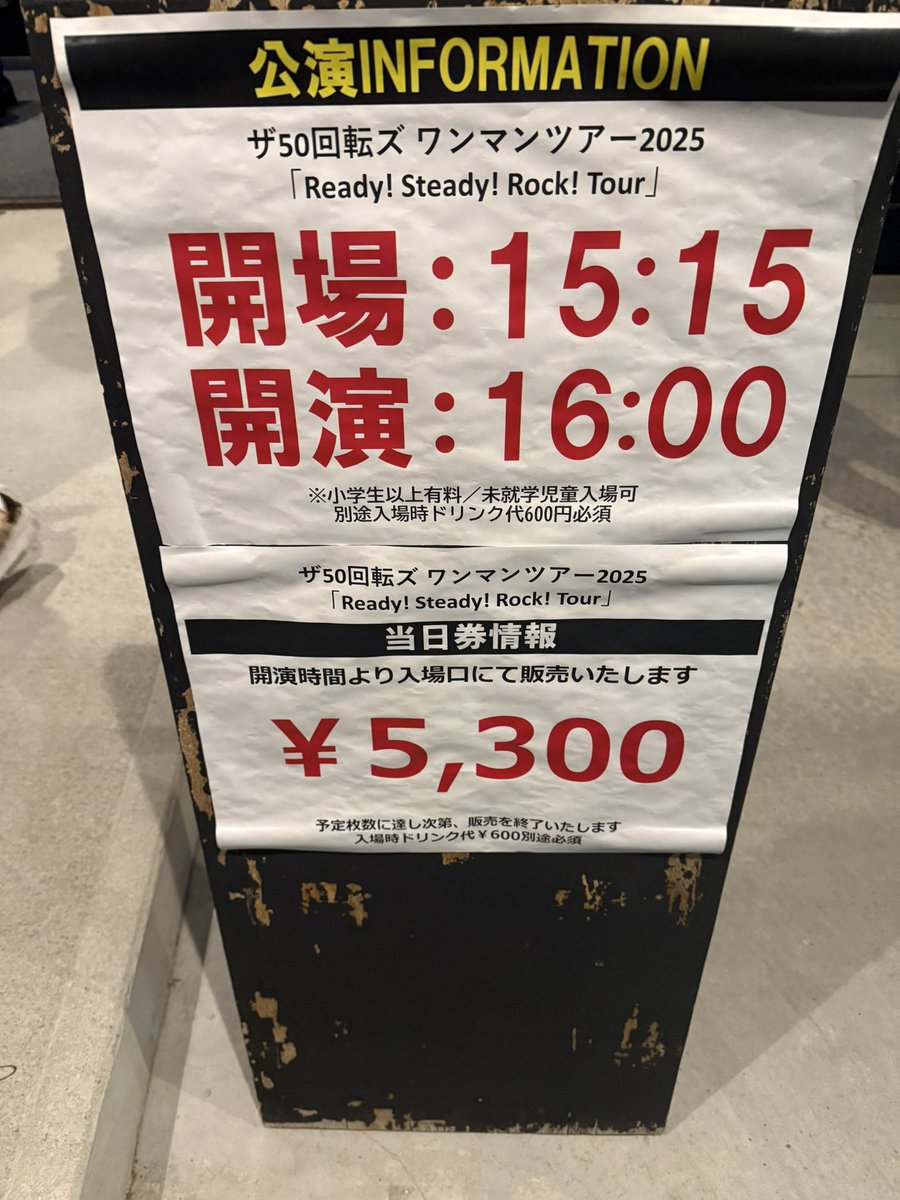 公演INFORMATION
ザ50回転ズ ワンマンツアー2025
「Ready! Steady! Rock! Tour」
開場：15:15
開演：16:00
※小学生以上有料／未就学児童入場可
別途入場時ドリンク代600円必須
ザ50回転ズ ワンマンツアー2025
「Ready! Steady! Rock! Tour」
当日券情報
開演時間より入場口にて販売いたします
￥5,300
予定枚数に達し次第、販売を終了いたします
入場時ドリンク代￥600別途必須